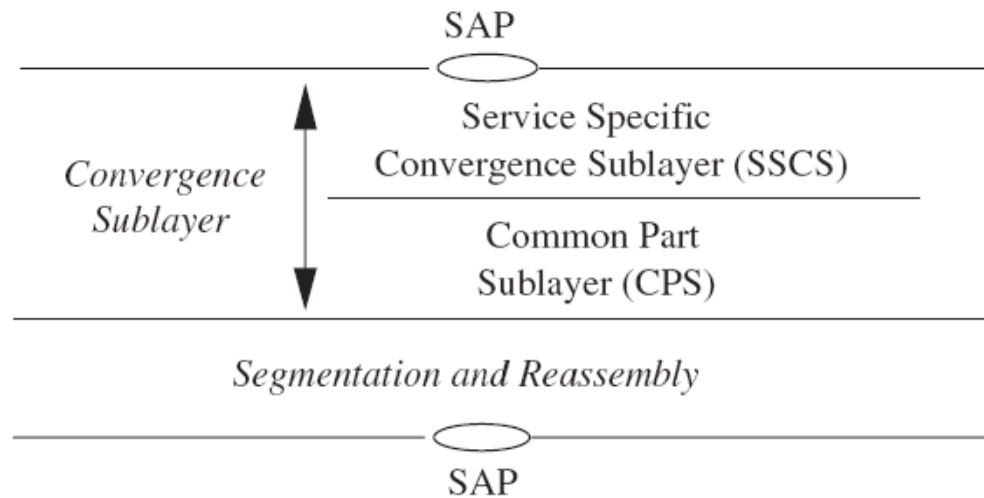 SAP
Service Specific
Convergence Sublayer (SSCS)
Convergence
Sublayer
Common Part
Sublayer (CPS)
Segmentation and Reassembly
SAP